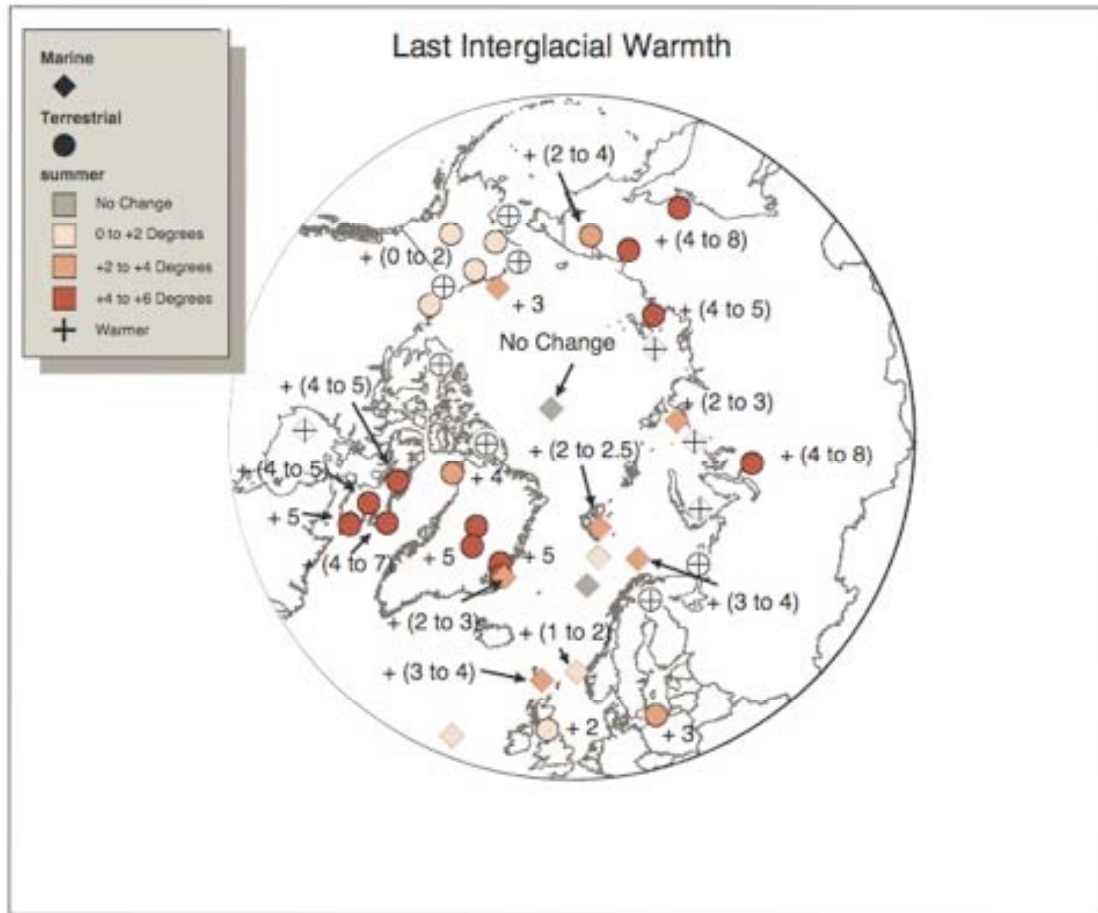 Last Interglacial Warmth
Marine
Terrestrial
summer
No Change
0 to +2 Degrees
+2 to +4 Degrees
+4 to +6 Degrees
Warmer
+ (2 to 4)
+ (0 to 2)
+ (4 to 8)
+ 3
+ (4 to 5)
No Change
+ (4 to 5)
+ (2 to 3)
+ (2 to 2.5)
+ (4 to 8)
+ (4 to 5)
+ 4
+ 5
+ (4 to 7)
+ 5
+ 5
+ (3 to 4)
+ (2 to 3)
+ (1 to 2)
+ (3 to 4)
+ 2
+ 3